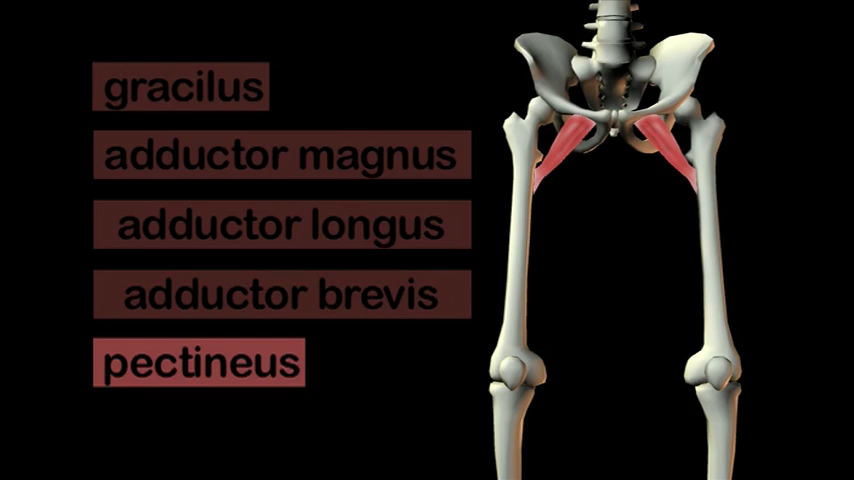 gracilus
adductor magnus
adductor longus
adductor brevis
pectineus